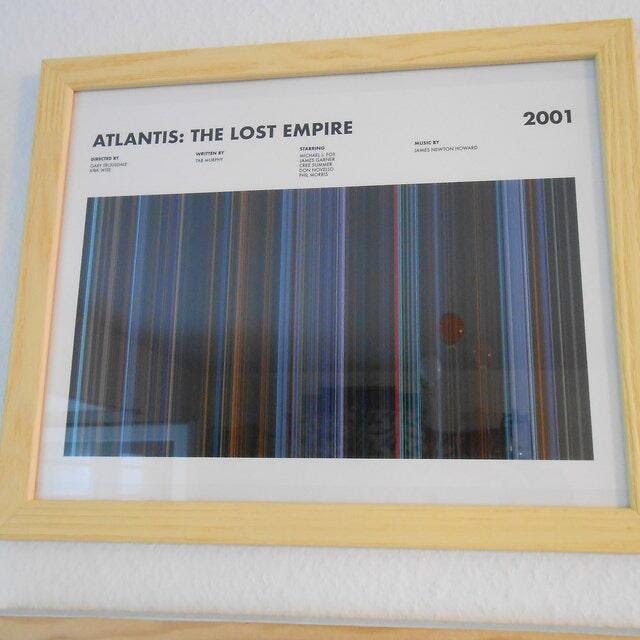 ATLANTIS: THE LOST EMPIRE
2001
DIRECTED BY
GARY TROUSDALE
KIRK WISE
WRITTEN BY
TAB MURPHY
STARRING
MICHAEL J. FOX
JAMES GARNER
CREE SUMMER
DON NOVELLO
PHIL MORRIS
MUSIC BY
JAMES NEWTON HOWARD